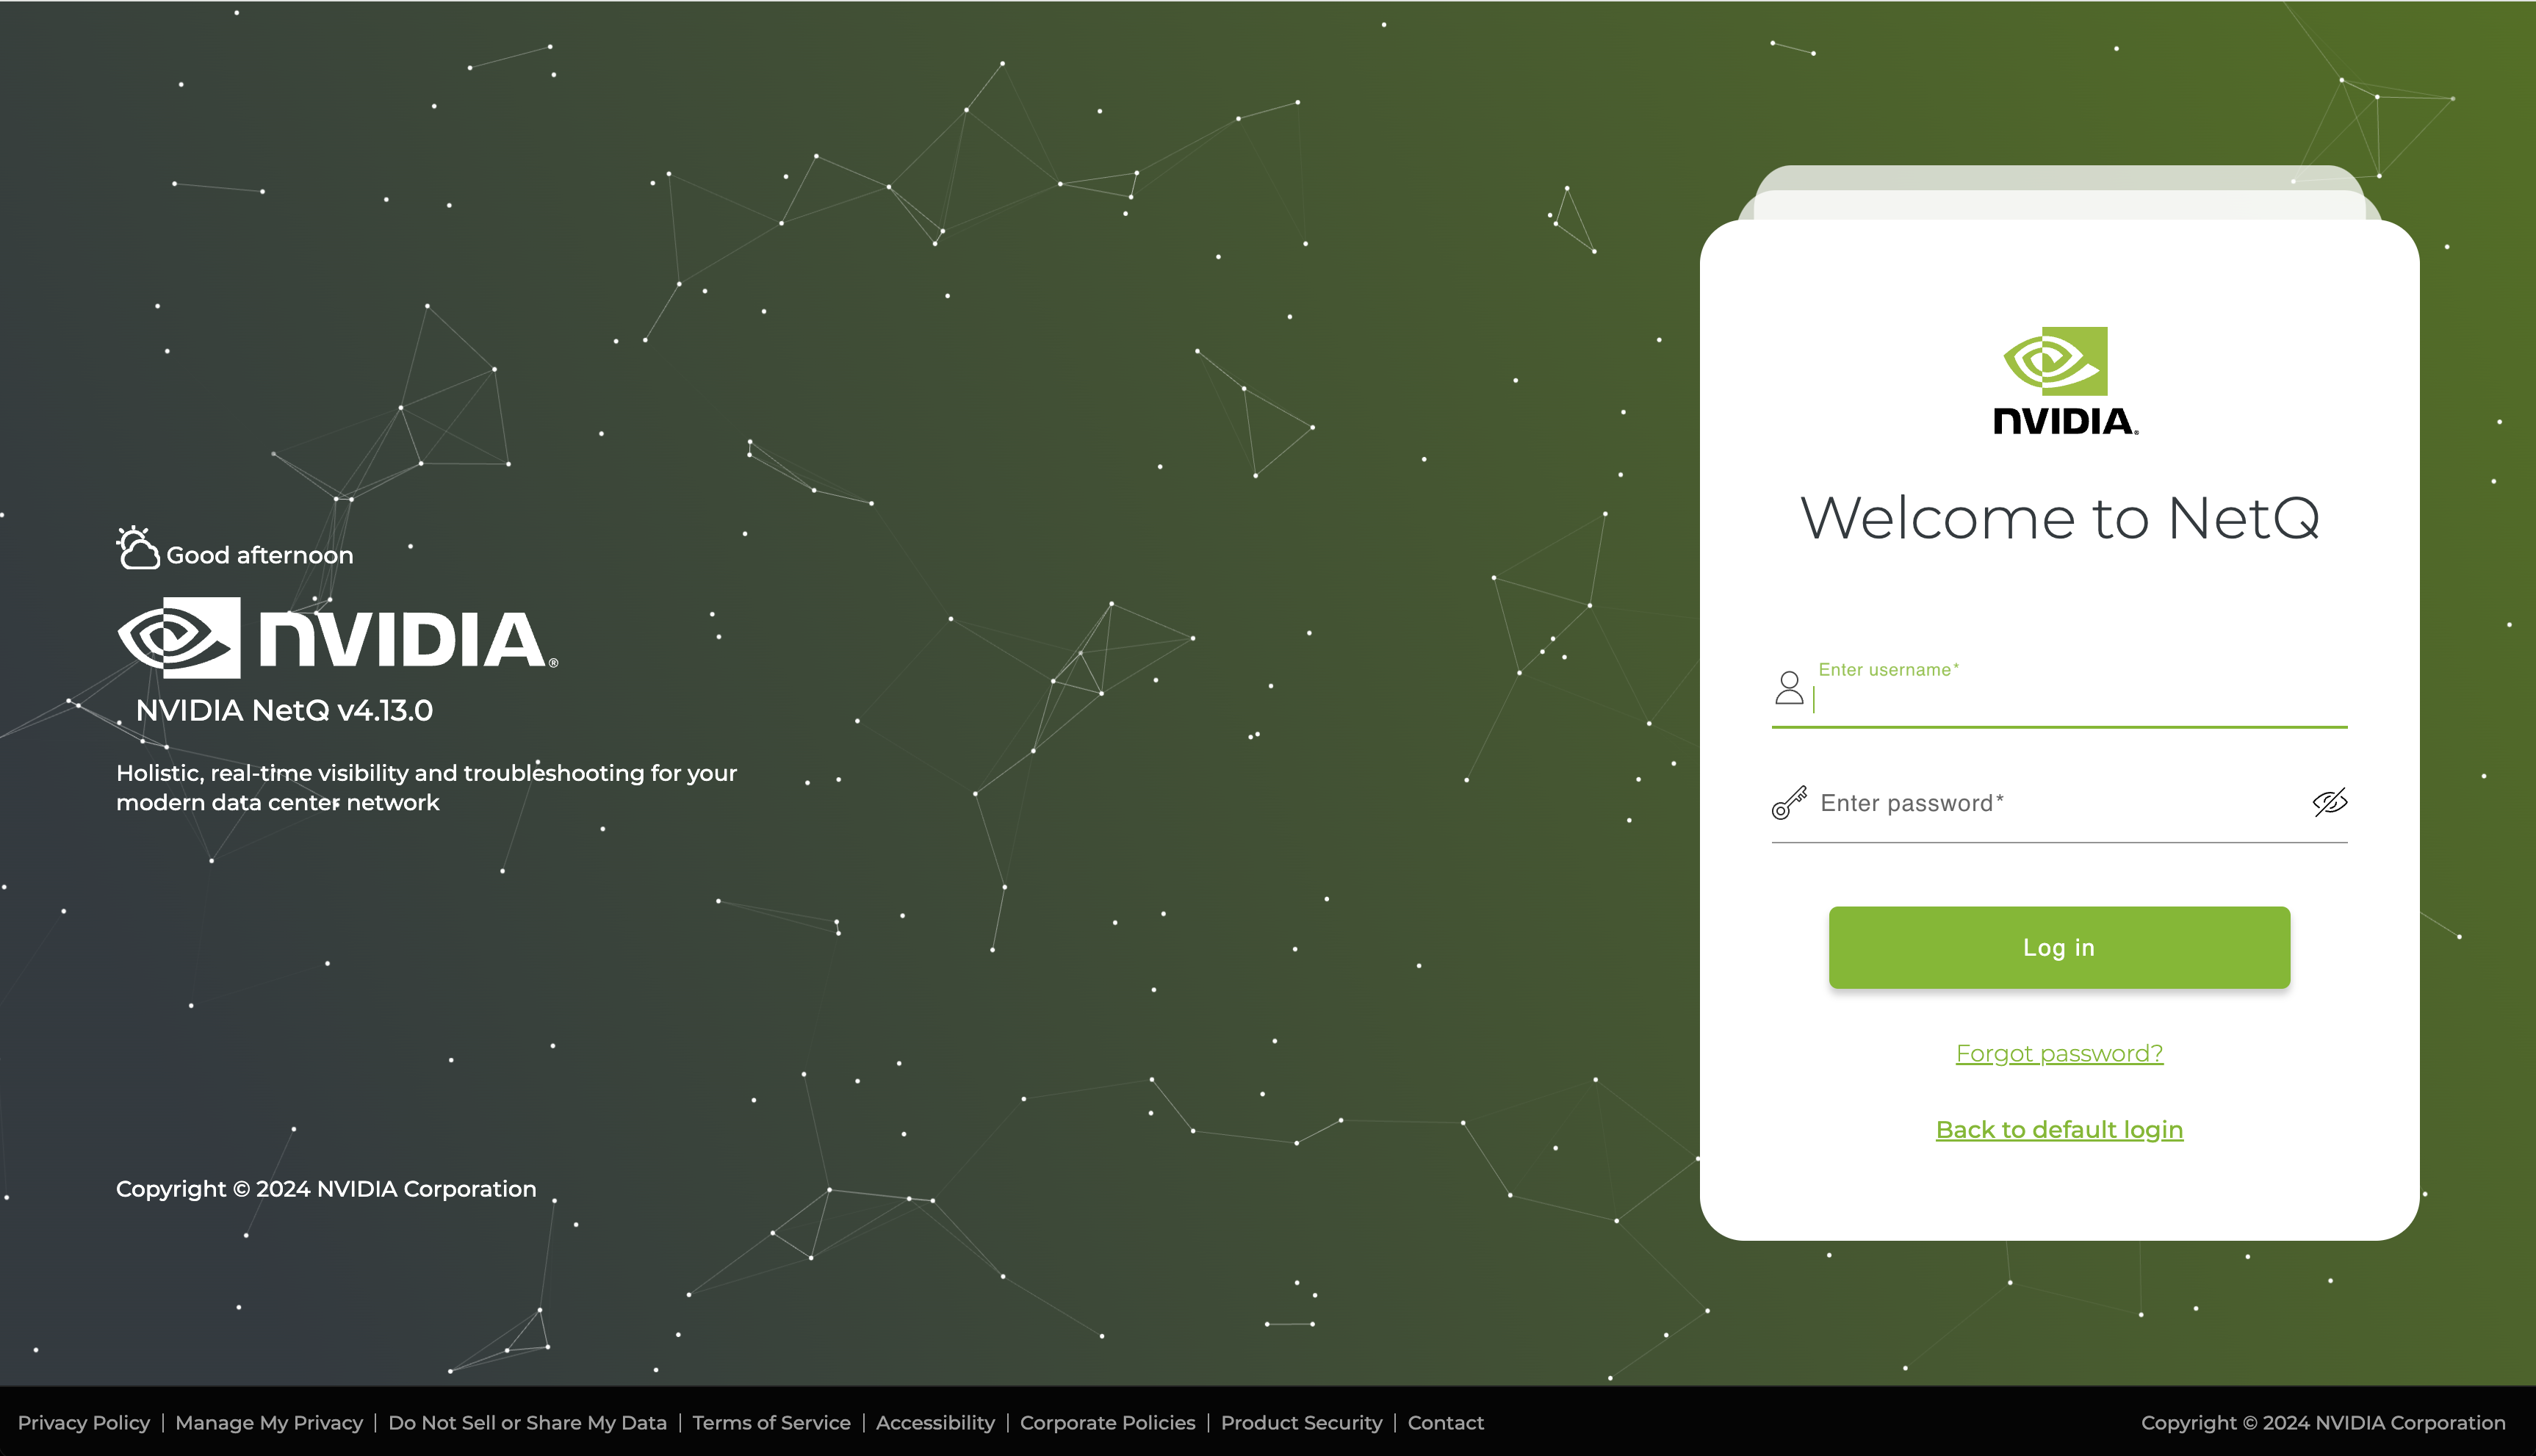 Good afternoon
NVIDIA®
NVIDIA NetQ v4.13.0
Holistic, real-time visibility and troubleshooting for your
modern data center network
Copyright © 2024 NVIDIA Corporation
NVIDIA®
Welcome to NetQ
Enter username*
Enter password*
Log in
Forgot password?
Back to default login
Privacy Policy | Manage My Privacy | Do Not Sell or Share My Data | Terms of Service | Accessibility | Corporate Policies | Product Security | Contact
Copyright © 2024 NVIDIA Corporation